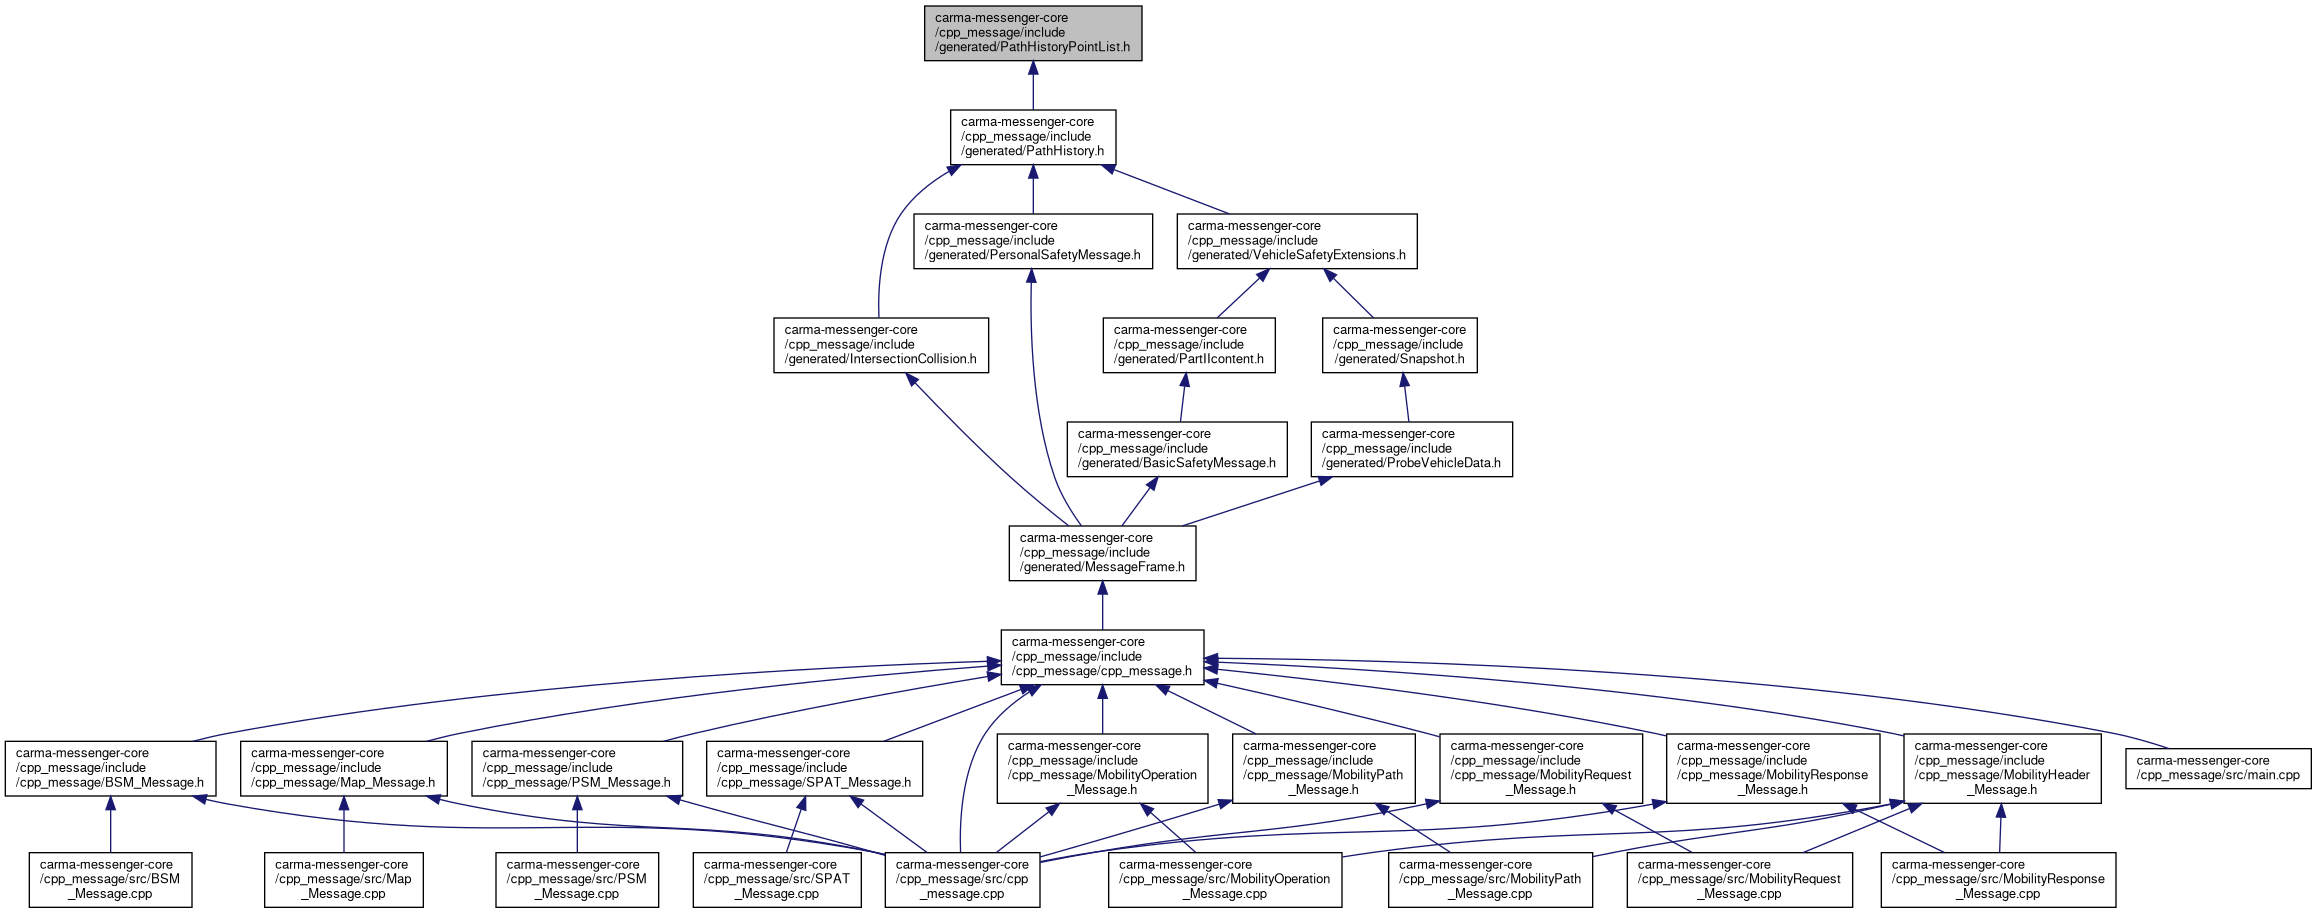 carma-messenger-core
/cpp_message/include
/generated/PathHistoryPointList.h
carma-messenger-core
/cpp_message/include
/generated/PathHistory.h
carma-messenger-core
/cpp_message/include
/generated/PersonalSafetyMessage.h
carma-messenger-core
/cpp_message/include
/generated/VehicleSafetyExtensions.h
carma-messenger-core
/cpp_message/include
/generated/IntersectionCollision.h
carma-messenger-core
/cpp_message/include
/generated/PartIIcontent.h
carma-messenger-core
/cpp_message/include
/generated/Snapshot.h
carma-messenger-core
/cpp_message/include
/generated/BasicSafetyMessage.h
carma-messenger-core
/cpp_message/include
/generated/ProbeVehicleData.h
carma-messenger-core
/cpp_message/include
/generated/MessageFrame.h
carma-messenger-core
/cpp_message/include
/cpp_message/cpp_message.h
carma-messenger-core
/cpp_message/include
/cpp_message/BSM_Message.h
carma-messenger-core
/cpp_message/include
/cpp_message/Map_Message.h
carma-messenger-core
/cpp_message/include
/cpp_message/PSM_Message.h
carma-messenger-core
/cpp_message/include
/cpp_message/SPAT_Message.h
carma-messenger-core
/cpp_message/include
/cpp_message/MobilityOperation
_Message.h
carma-messenger-core
/cpp_message/include
/cpp_message/MobilityPath
_Message.h
carma-messenger-core
/cpp_message/include
/cpp_message/MobilityRequest
_Message.h
carma-messenger-core
/cpp_message/include
/cpp_message/MobilityResponse
_Message.h
carma-messenger-core
/cpp_message/include
/cpp_message/MobilityHeader
_Message.h
carma-messenger-core
/cpp_message/src/main.cpp
carma-messenger-core
/cpp_message/src/BSM
_Message.cpp
carma-messenger-core
/cpp_message/src/Map
_Message.cpp
carma-messenger-core
/cpp_message/src/PSM
_Message.cpp
carma-messenger-core
/cpp_message/src/SPAT
_Message.cpp
carma-messenger-core
/cpp_message/src/cpp
_message.cpp
carma-messenger-core
/cpp_message/src/MobilityOperation
_Message.cpp
carma-messenger-core
/cpp_message/src/MobilityPath
_Message.cpp
carma-messenger-core
/cpp_message/src/MobilityRequest
_Message.cpp
carma-messenger-core
/cpp_message/src/MobilityResponse
_Message.cpp